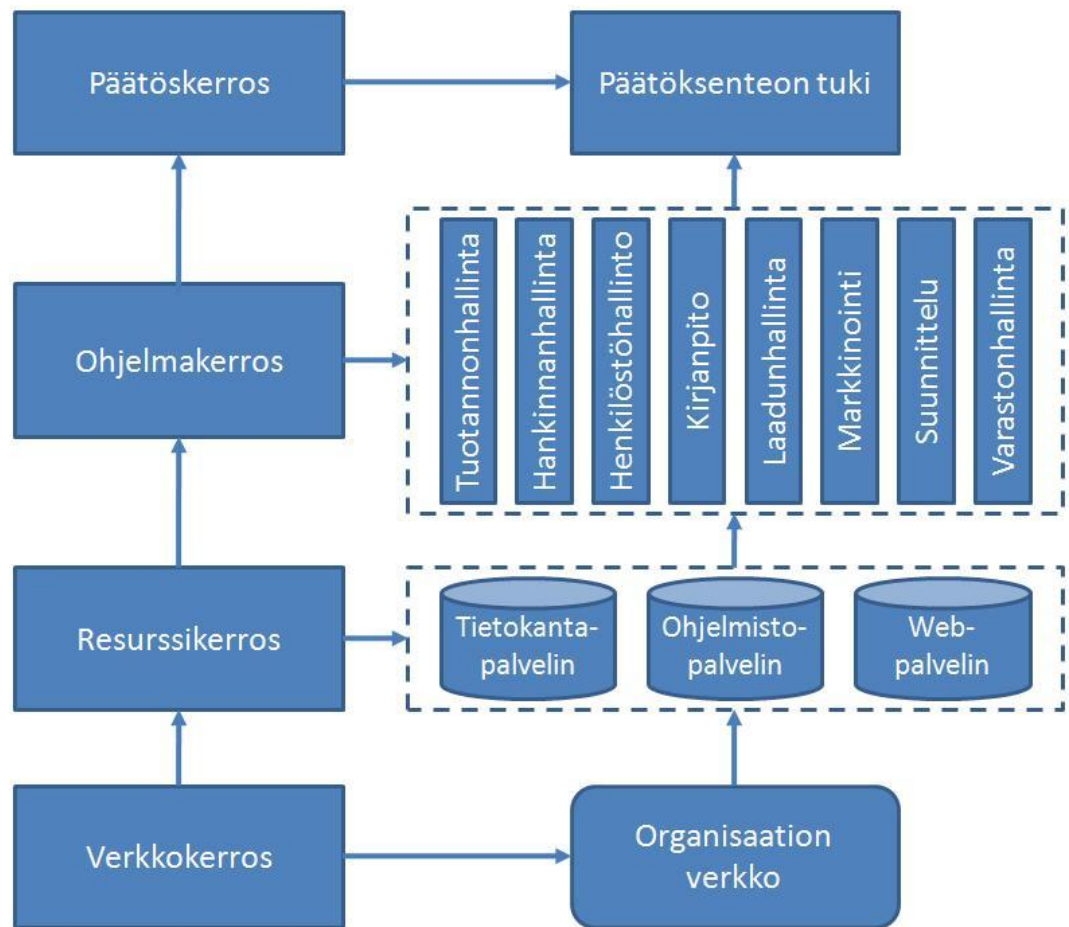 Päätöskerros
Päätöksenteon tuki
Ohjelmakerros
Tuotannonhallinta
Hankinnanhallinta
Henkilöstöhallinto
Kirjanpito
Laadunhallinta
Markkinointi
Suunnittelu
Varastonhallinta
Resurssikerros
Tietokanta-
palvelin
Ohjelmisto-
palvelin
Web-
palvelin
Verkkokerros
Organisaation
verkko